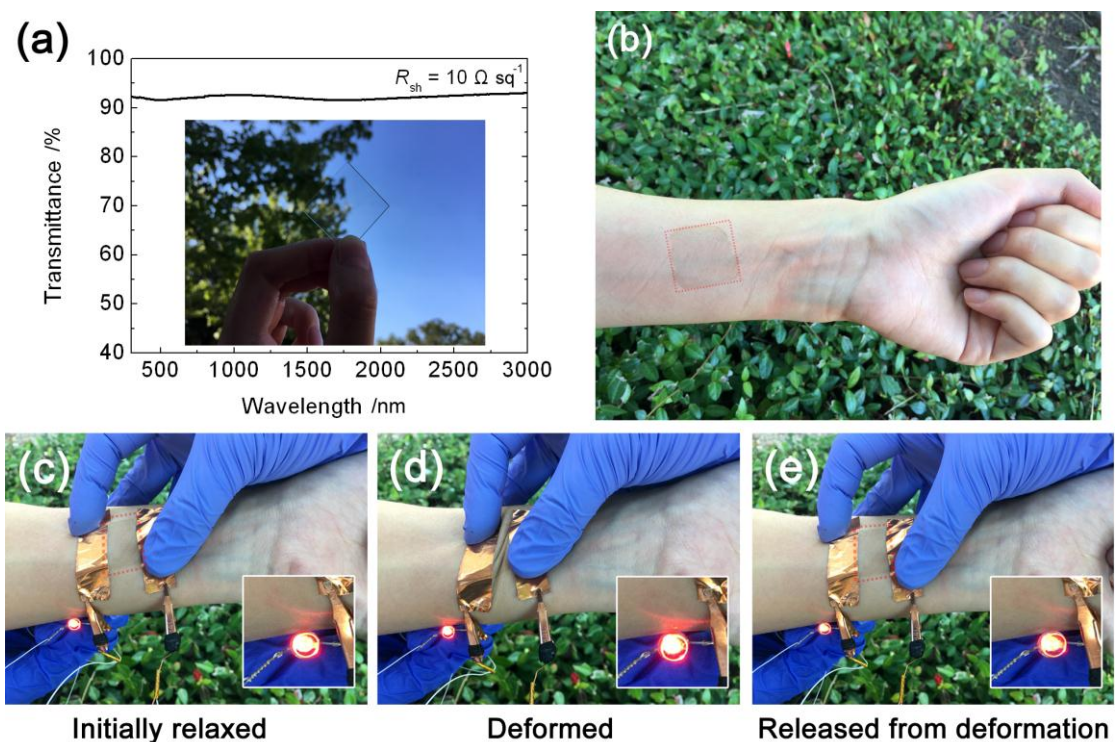 (a)
100
90
80
70
60
50
40
Transmittance /%
R_sh = 10 Ω sq⁻¹
500 1000 1500 2000 2500 3000
Wavelength /nm
(b)
(c)
(d)
(e)
Initially relaxed
Deformed
Released from deformation